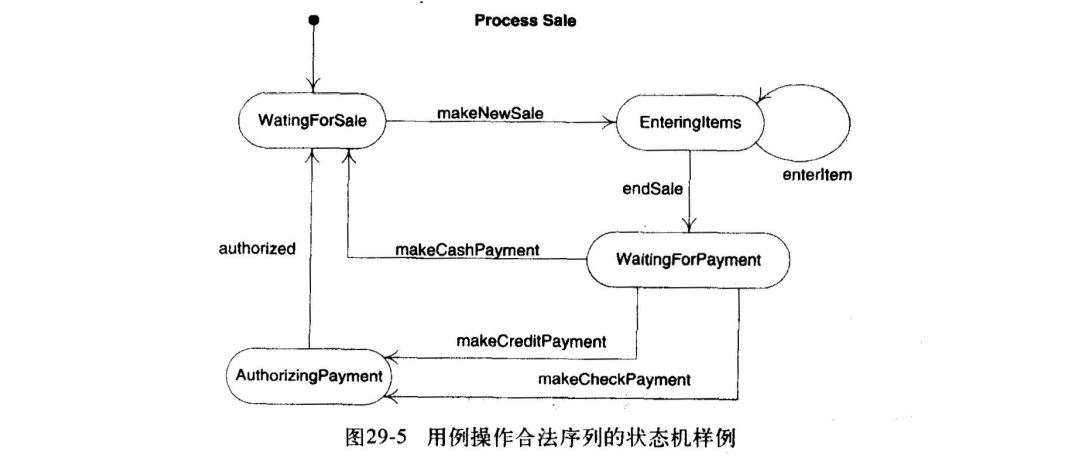 Process Sale
WatingForSale
makeNewSale
EnteringItems
enterItem
endSale
authorized
makeCashPayment
WaitingForPayment
makeCreditPayment
AuthorizingPayment
makeCheckPayment
图29-5 用例操作合法序列的状态机样例